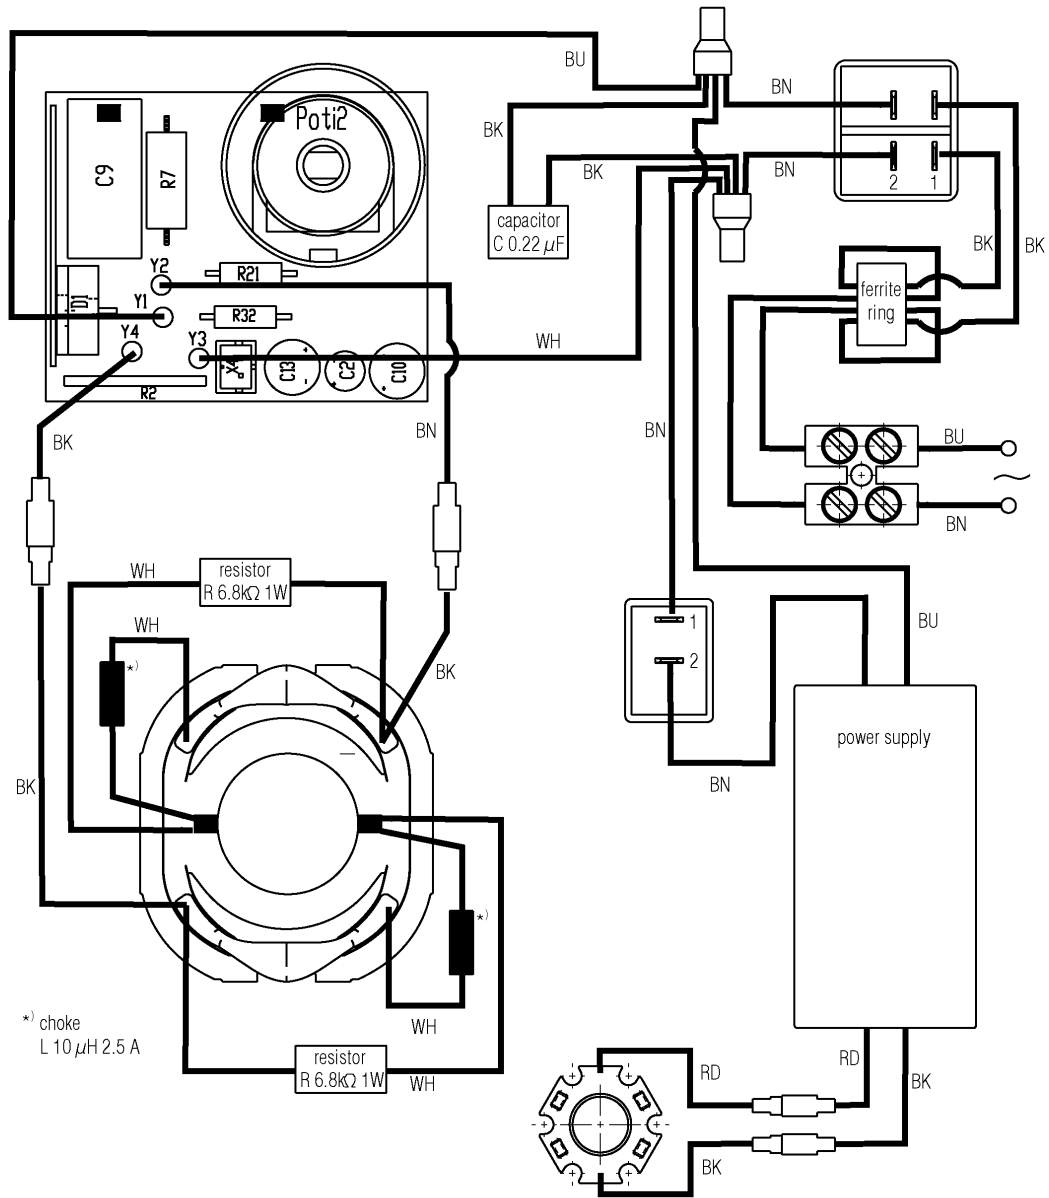 BU
BN
BK
Poti2
C9
R7
BK
BN
2
1
capacitor
C 0.22 µF
BK
BK
Y2
R21
ferrite
ring
D1
Y1
R32
Y4
Y3
WH
X4
C13
C2
C10
R2
BK
BN
BN
BU
BN
WH
resistor
R 6.8kΩ 1W
WH
*)
1
2
BU
BK
power supply
BK
BN
*)
WH
*) choke
L 10 µH 2.5 A
resistor
R 6.8kΩ 1W
WH
RD
RD
BK
BK